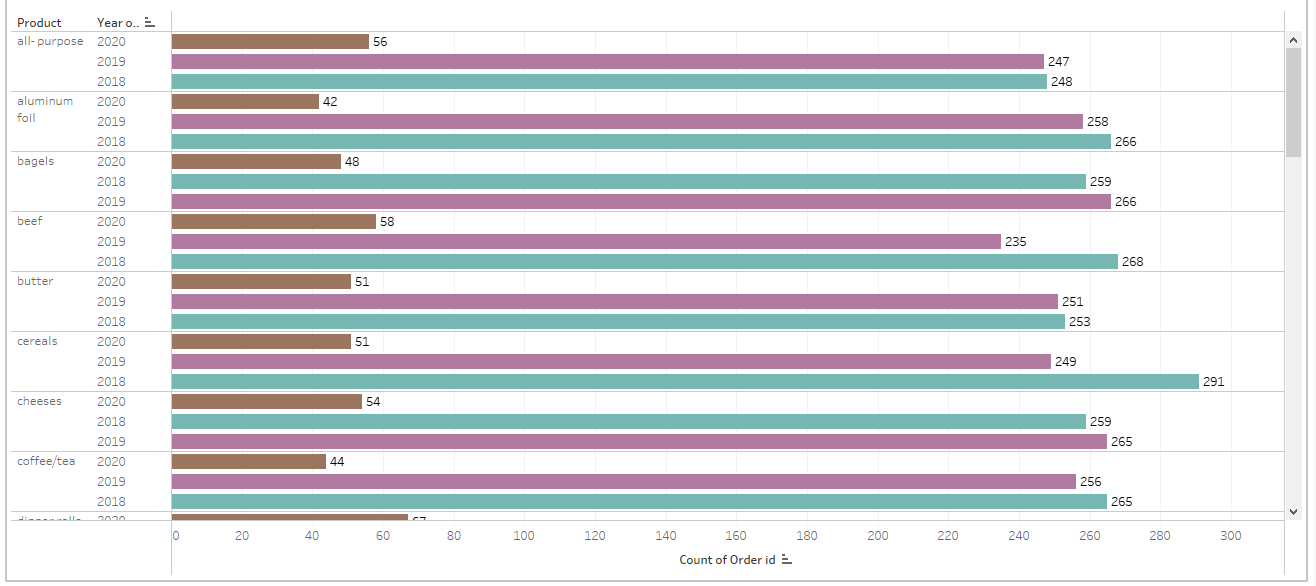 Product Year o..
all- purpose 2020 56
2019 247
2018 248
aluminum foil 2020 42
2019 258
2018 266
bagels 2020 48
2018 259
2019 266
beef 2020 58
2019 235
2018 268
butter 2020 51
2019 251
2018 253
cereals 2020 51
2019 249
2018 291
cheeses 2020 54
2018 259
2019 265
coffee/tea 2020 44
2019 256
2018 265
2020 67
0 20 40 60 80 100 120 140 160 180 200 220 240 260 280 300
Count of Order id